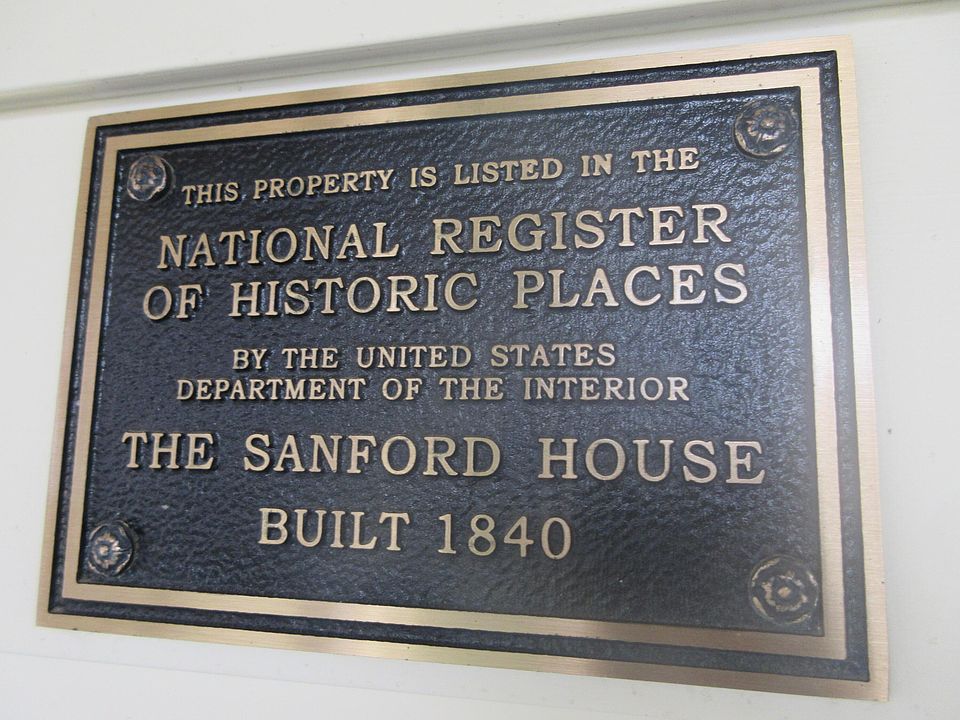 THIS PROPERTY IS LISTED IN THE
NATIONAL REGISTER
OF HISTORIC PLACES
BY THE UNITED STATES
DEPARTMENT OF THE INTERIOR
THE SANFORD HOUSE
BUILT 1840